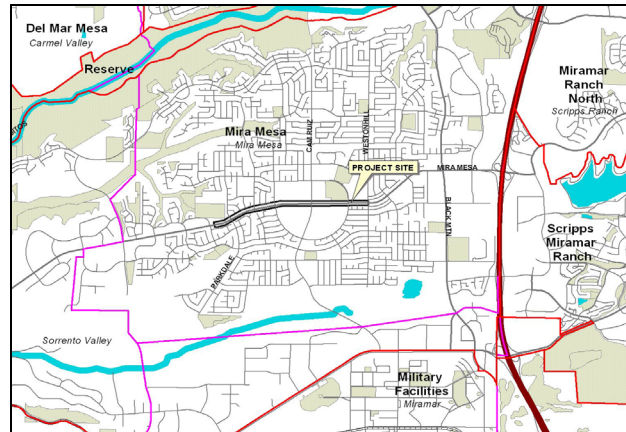 Del Mar Mesa
Carmel Valley
Reserve
Miramar
Ranch
North
Scripps Ranch
Mira Mesa
Mira Mesa
CAM RUIZ
WESTONHILL
PROJECT SITE
MIRA MESA
BLACK MTN
Scripps
Miramar
Ranch
PARKDALE
Sorrento Valley
Military
Facilities
Miramar